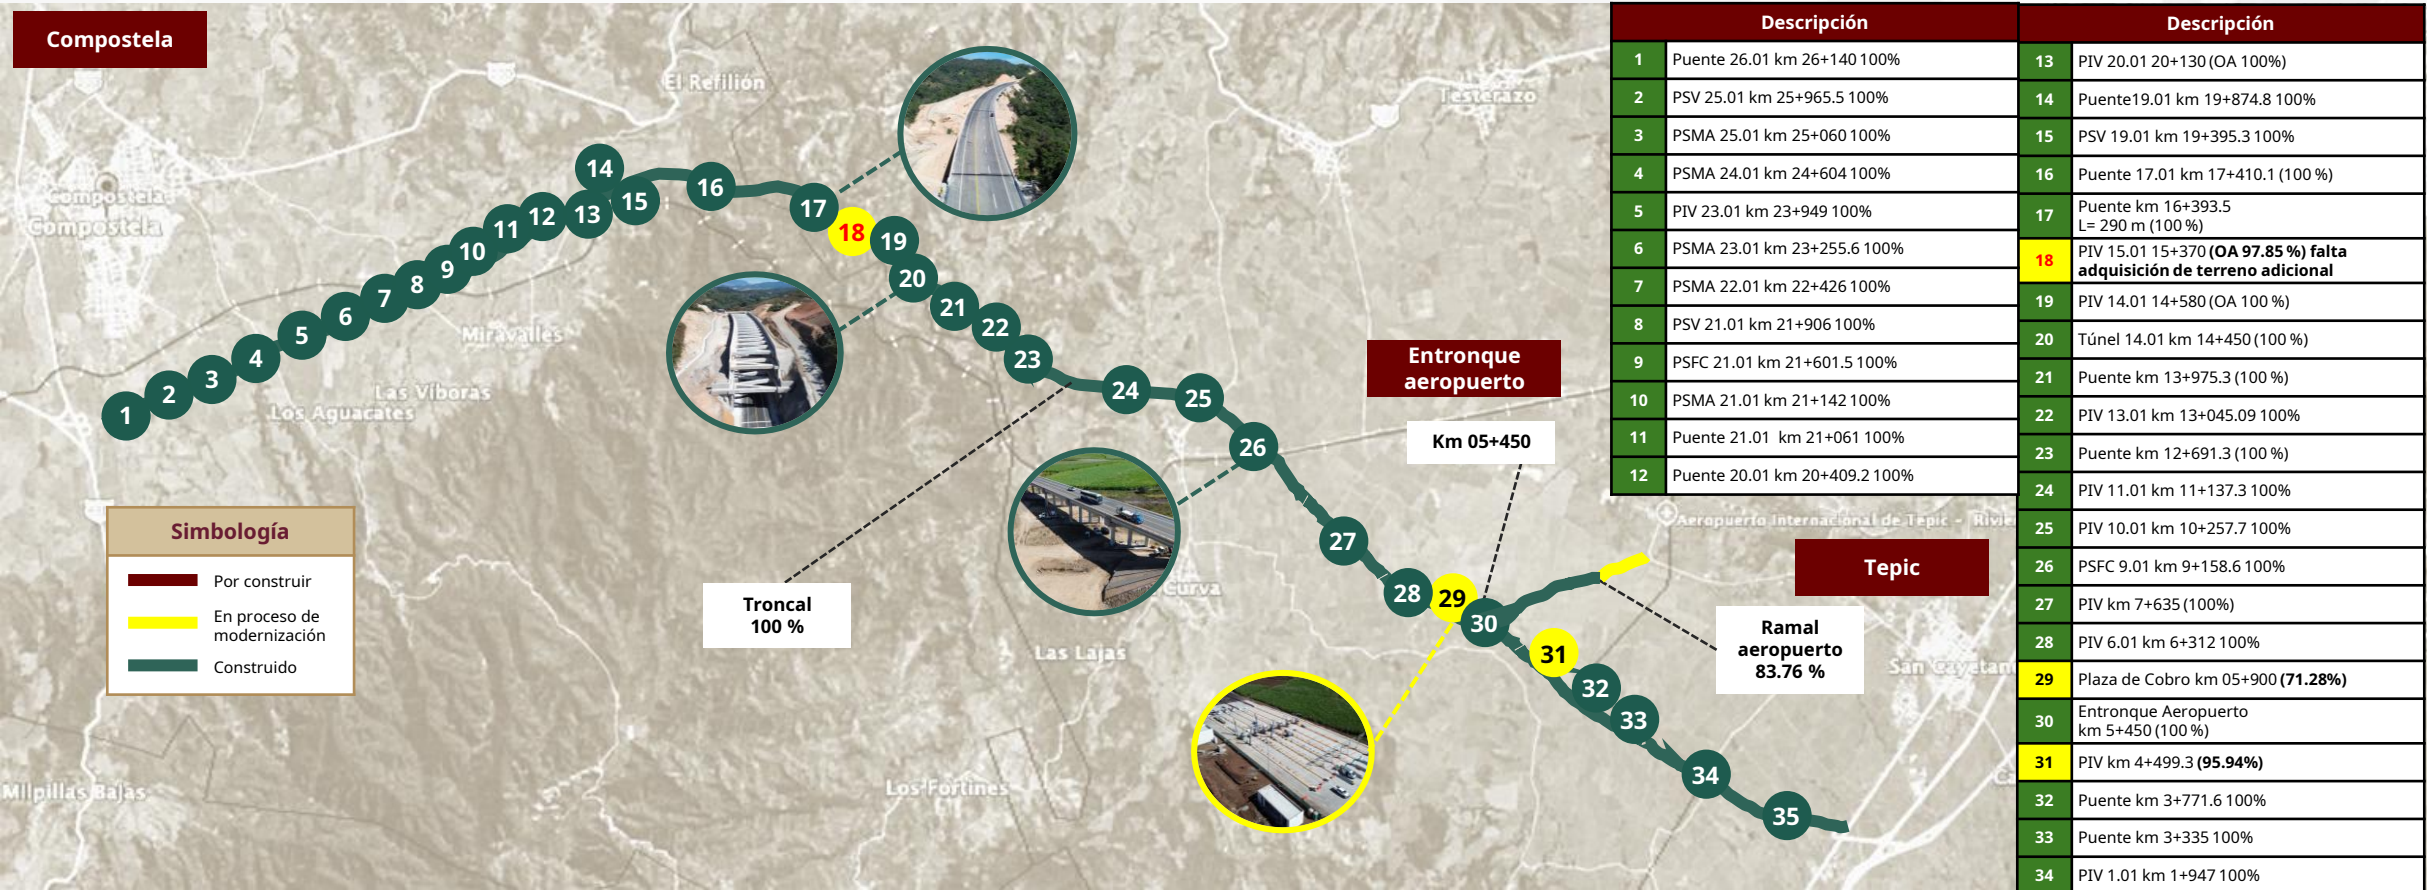 Compostela
El Refilión
Testerazo
Compostela
Compostela
14
16
15
17
13
12
11
18
19
10
9
20
8
7
21
6
22
5
23
4
3
24
2
25
1
26
27
28
29
30
31
32
33
34
35
Miravalles
Las Víboras
Los Aguacates
Curva
Las Lajas
Los Fortines
Milpillas Bajas
Aeropuerto Internacional de Tepic - Rivie
San Cayetano
Entronque
aeropuerto
Km 05+450
Tepic
Troncal
100 %
Ramal
aeropuerto
83.76 %
Simbología
Por construir
En proceso de
modernización
Construido
Descripción
1 Puente 26.01 km 26+140 100%
2 PSV 25.01 km 25+965.5 100%
3 PSMA 25.01 km 25+060 100%
4 PSMA 24.01 km 24+604 100%
5 PIV 23.01 km 23+949 100%
6 PSMA 23.01 km 23+255.6 100%
7 PSMA 22.01 km 22+426 100%
8 PSV 21.01 km 21+906 100%
9 PSFC 21.01 km 21+601.5 100%
10 PSMA 21.01 km 21+142 100%
11 Puente 21.01 km 21+061 100%
12 Puente 20.01 km 20+409.2 100%
Descripción
13 PIV 20.01 20+130 (OA 100%)
14 Puente19.01 km 19+874.8 100%
15 PSV 19.01 km 19+395.3 100%
16 Puente 17.01 km 17+410.1 (100 %)
17 Puente km 16+393.5
L= 290 m (100 %)
18 PIV 15.01 15+370 (OA 97.85 %) falta
adquisición de terreno adicional
19 PIV 14.01 14+580 (OA 100 %)
20 Túnel 14.01 km 14+450 (100 %)
21 Puente km 13+975.3 (100 %)
22 PIV 13.01 km 13+045.09 100%
23 Puente km 12+691.3 (100 %)
24 PIV 11.01 km 11+137.3 100%
25 PIV 10.01 km 10+257.7 100%
26 PSFC 9.01 km 9+158.6 100%
27 PIV km 7+635 (100%)
28 PIV 6.01 km 6+312 100%
29 Plaza de Cobro km 05+900 (71.28%)
30 Entronque Aeropuerto
km 5+450 (100 %)
31 PIV km 4+499.3 (95.94%)
32 Puente km 3+771.6 100%
33 Puente km 3+335 100%
34 PIV 1.01 km 1+947 100%